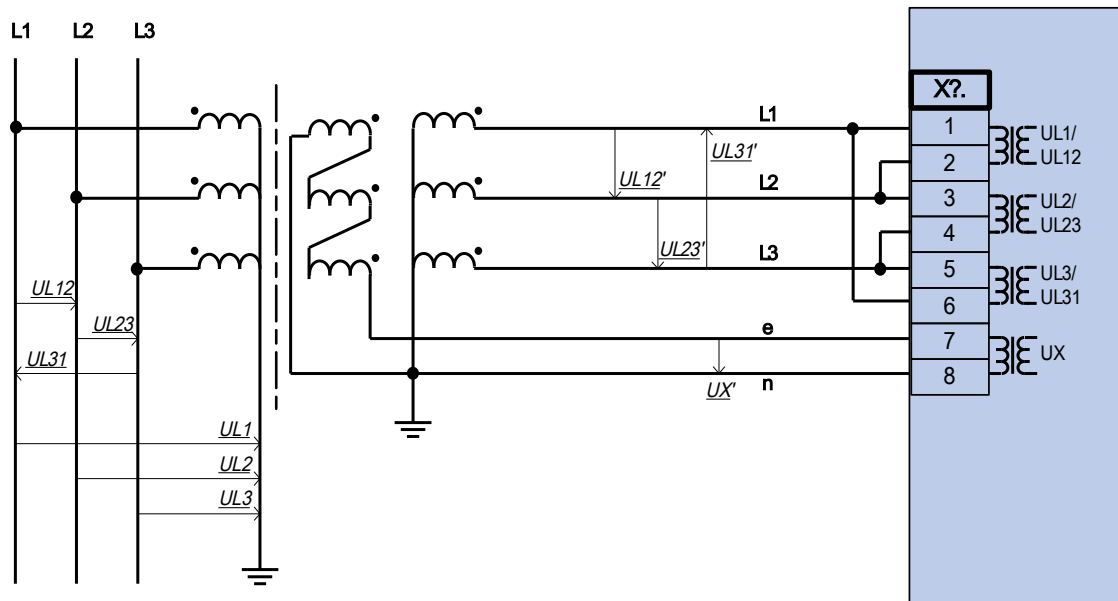 L1 L2 L3
X?.
L1
1
UL1/
UL12
UL31'
UL12'
2
L2
3
UL2/
UL23
UL23'
4
L3
5
UL3/
UL31
UL12
6
UL23
e
7
UL31
UX
n
8
UX'
UL1
UL2
UL3